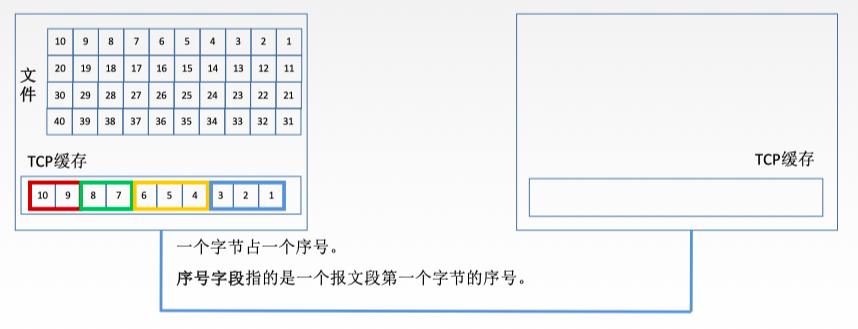 10 9 8 7 6 5 4 3 2 1
20 19 18 17 16 15 14 13 12 11
30 29 28 27 26 25 24 23 22 21
40 39 38 37 36 35 34 33 32 31
文
件
TCP缓存
10 9 8 7 6 5 4 3 2 1
TCP缓存
一个字节占一个序号。
序号字段指的是一个报文段第一个字节的序号。